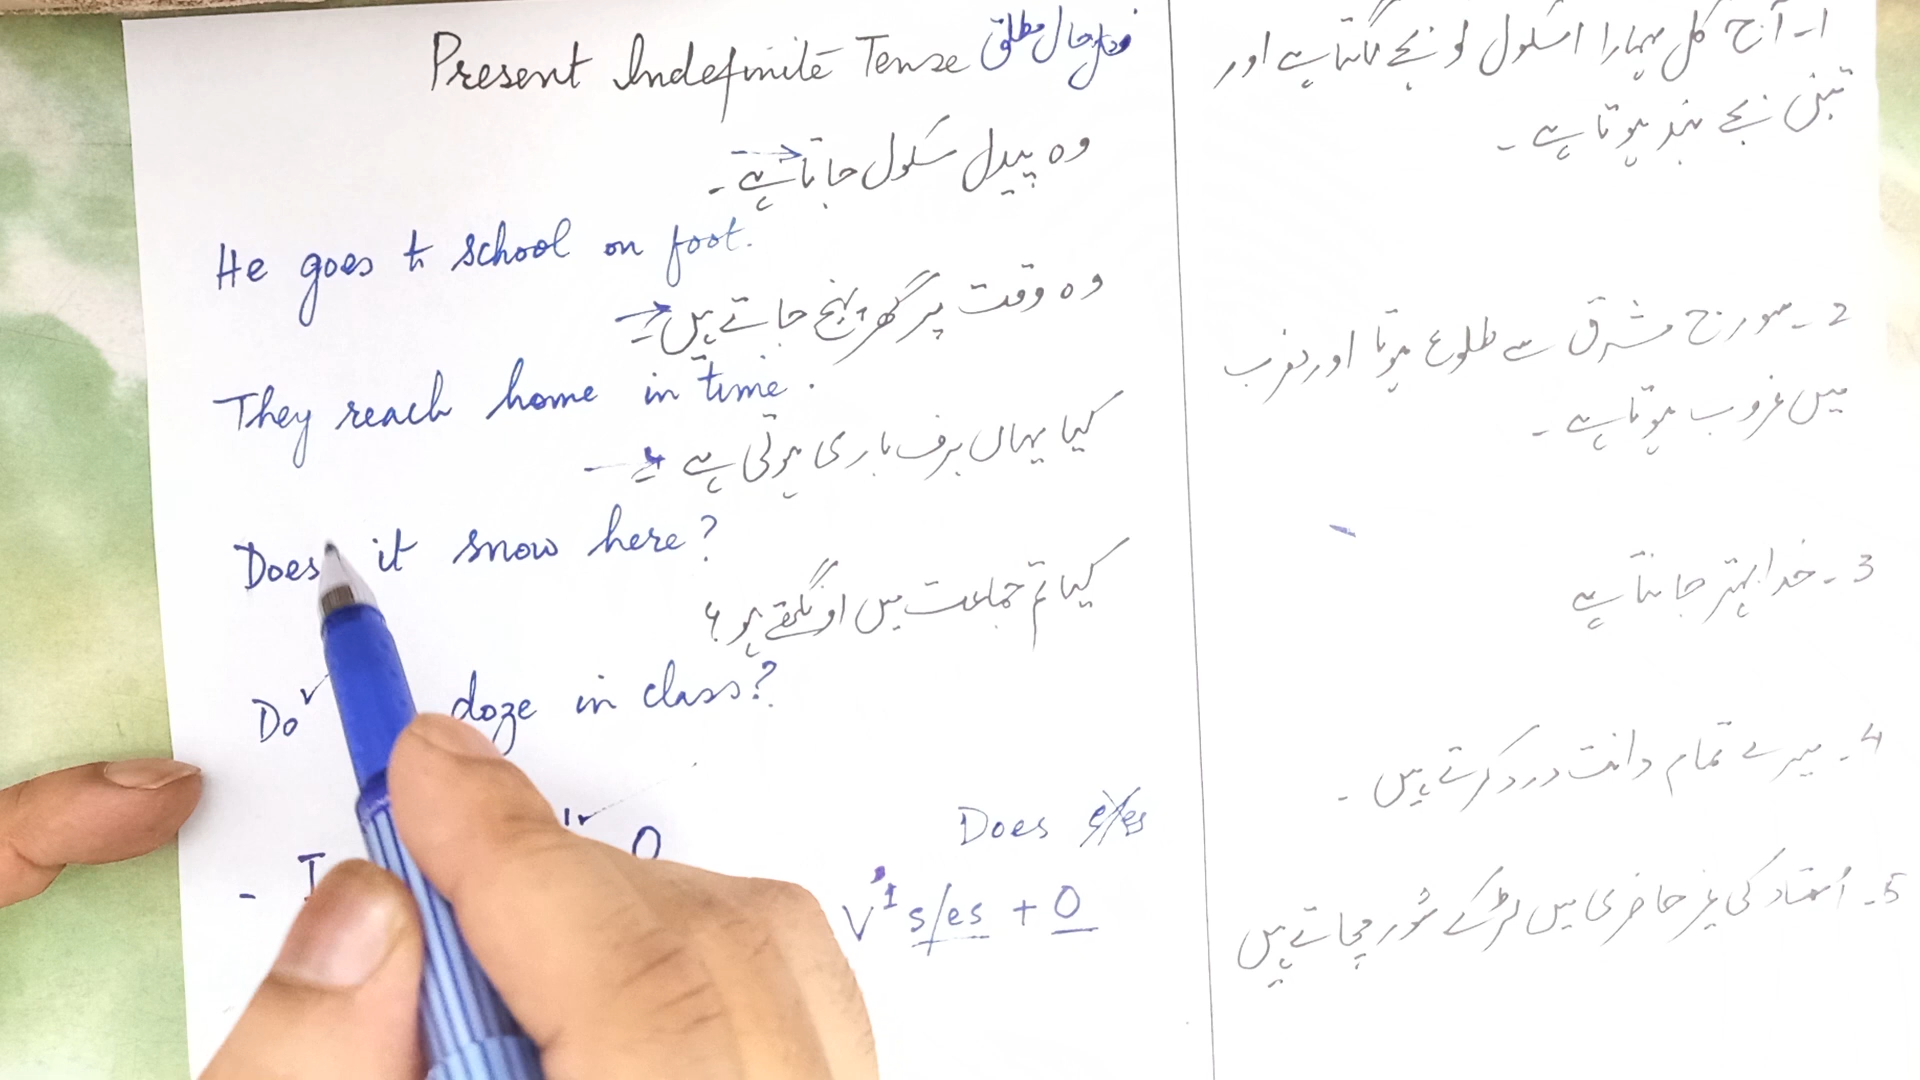 Present Indefinite Tense فعل حال مطلق
وہ پیدل سکول جاتا ہے۔
He goes to school on foot.
وہ وقت پر گھر پہنچ جاتے ہیں۔
They reach home in time.
کیا یہاں برف باری ہوتی ہے
Does it snow here?
کیا تم جماعت میں اونگھتے ہو؟
Do doze in class?
Does s/es
- I O
V¹ s/es + O
1۔ آج کل ہمارا اسکول نو بجے لگتا ہے اور
تین بجے بند ہوتا ہے۔
2۔ سورج مشرق سے طلوع ہوتا اور مغرب
میں غروب ہوتا ہے۔
3۔ خدا بہتر جانتا ہے
4۔ میرے تمام دانت درد کرتے ہیں۔
5۔ استاد کی غیر حاضری میں لڑکے شور مچاتے ہیں